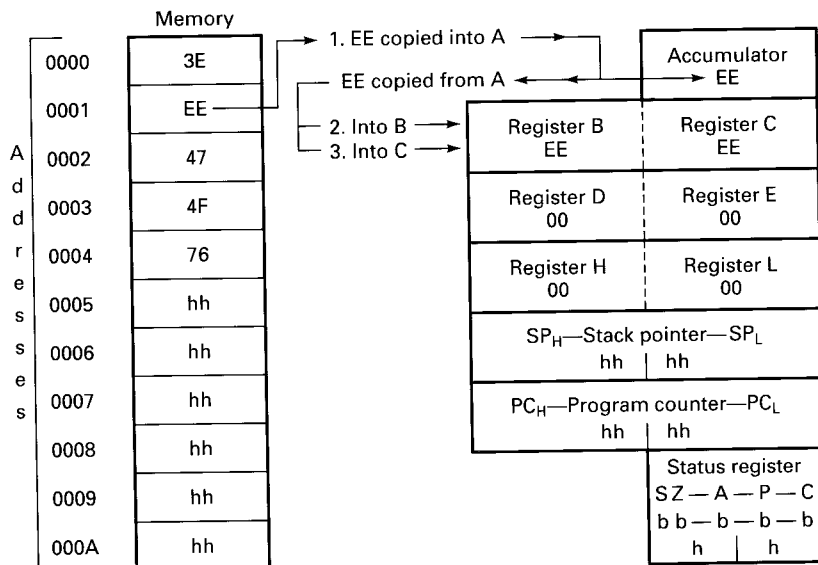 Memory
Addresses
0000 3E
0001 EE
0002 47
0003 4F
0004 76
0005 hh
0006 hh
0007 hh
0008 hh
0009 hh
000A hh
1. EE copied into A
EE copied from A
2. Into B
3. Into C
Accumulator
EE
Register B
EE
Register C
EE
Register D
00
Register E
00
Register H
00
Register L
00
SPH—Stack pointer—SPL
hh hh
PCH—Program counter—PCL
hh hh
Status register
S Z — A — P — C
b b — b — b — b
h h